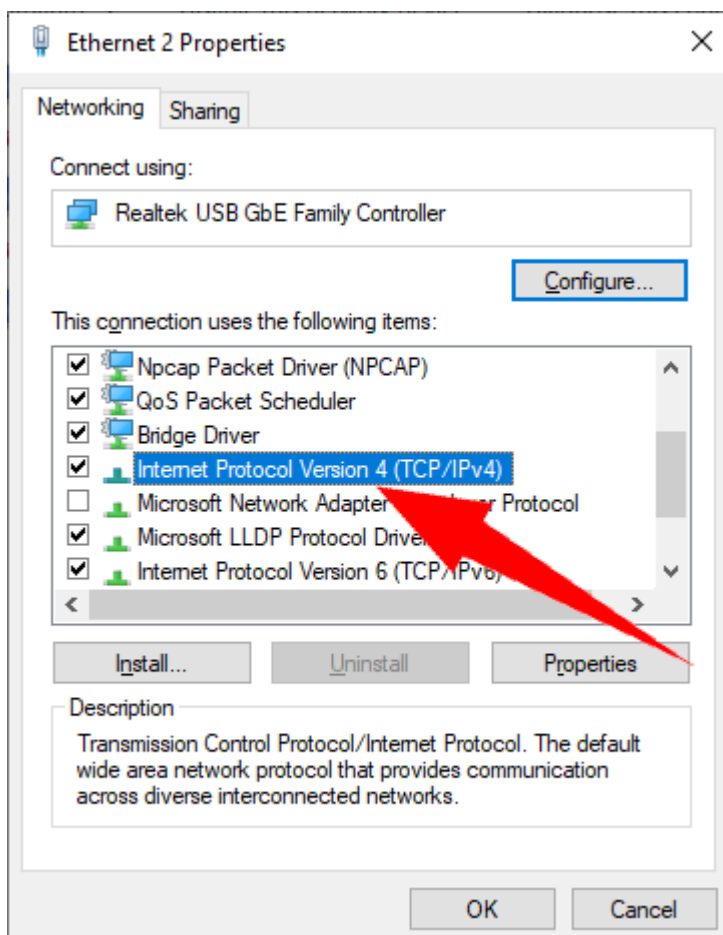 Ethernet 2 Properties
Networking
Sharing
Connect using:
Realtek USB GbE Family Controller
Configure...
This connection uses the following items:
Npcap Packet Driver (NPCAP)
QoS Packet Scheduler
Bridge Driver
Internet Protocol Version 4 (TCP/IPv4)
Microsoft Network Adapter Protocol
Microsoft LLDP Protocol Driver
Internet Protocol Version 6 (TCP/IPv6)
Install...
Uninstall
Properties
Description
Transmission Control Protocol/Internet Protocol. The default
wide area network protocol that provides communication
across diverse interconnected networks.
OK
Cancel